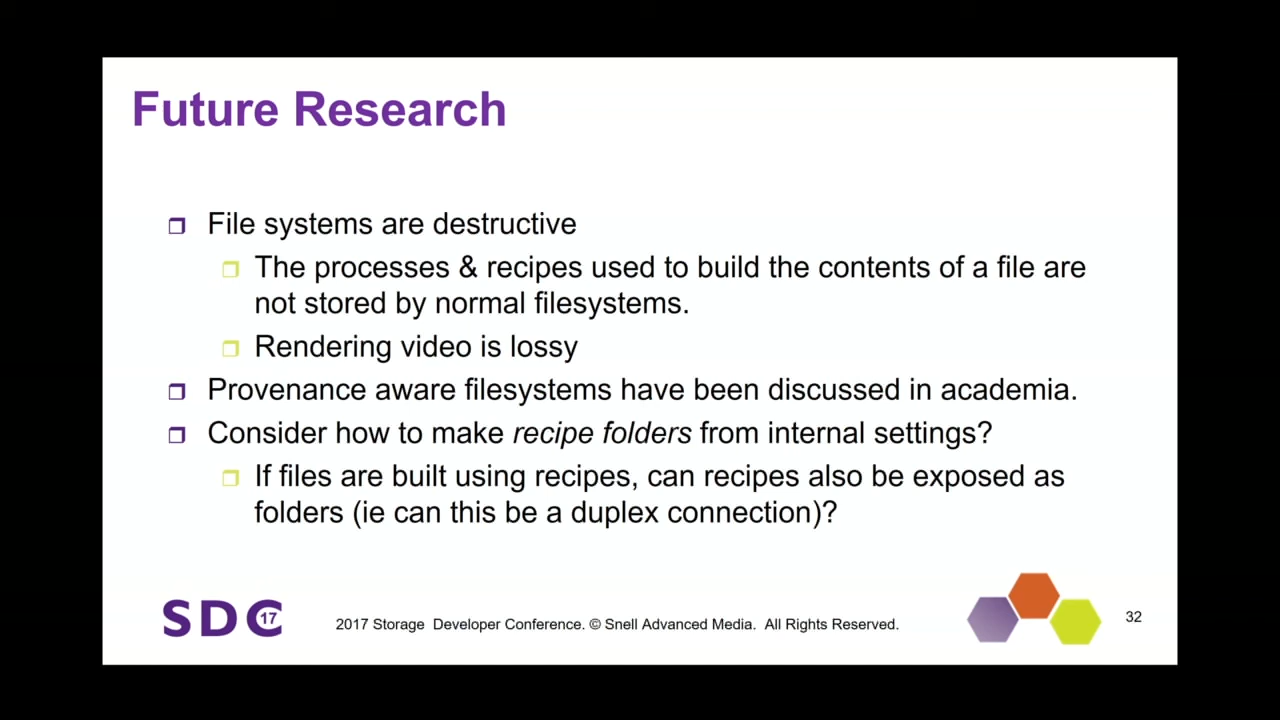 Future Research
File systems are destructive
The processes & recipes used to build the contents of a file are
not stored by normal filesystems.
Rendering video is lossy
Provenance aware filesystems have been discussed in academia.
Consider how to make recipe folders from internal settings?
If files are built using recipes, can recipes also be exposed as
folders (ie can this be a duplex connection)?
SDC 17
2017 Storage Developer Conference. © Snell Advanced Media. All Rights Reserved.
32